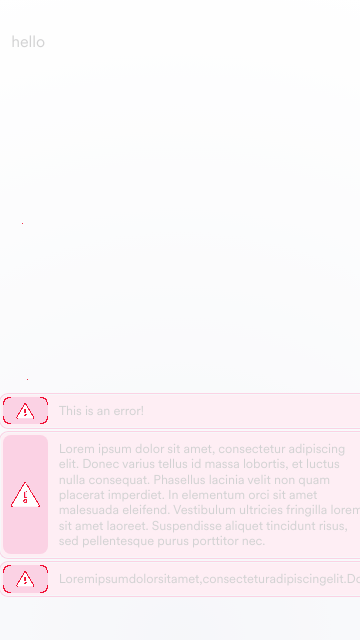 hello
This is an error!
Lorem ipsum dolor sit amet, consectetur adipiscing
elit. Donec varius tellus id massa lobortis, et luctus
nulla consequat. Phasellus lacinia velit non quam
placerat imperdiet. In elementum orci sit amet
malesuada eleifend. Vestibulum ultricies fringilla lorem
sit amet laoreet. Suspendisse aliquet tincidunt risus,
sed pellentesque purus porttitor nec.
Loremipsumdolorsitamet,consecteturadipiscingelit.Do